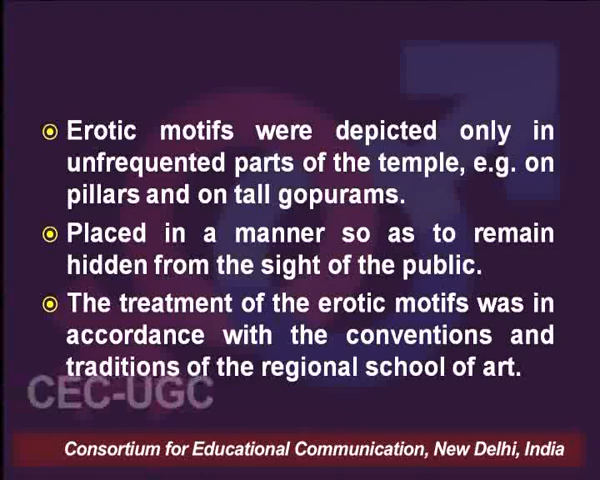 Erotic motifs were depicted only in
unfrequented parts of the temple, e.g. on
pillars and on tall gopurams.
Placed in a manner so as to remain
hidden from the sight of the public.
The treatment of the erotic motifs was in
accordance with the conventions and
traditions of the regional school of art.
CEC-UGC
Consortium for Educational Communication, New Delhi, India